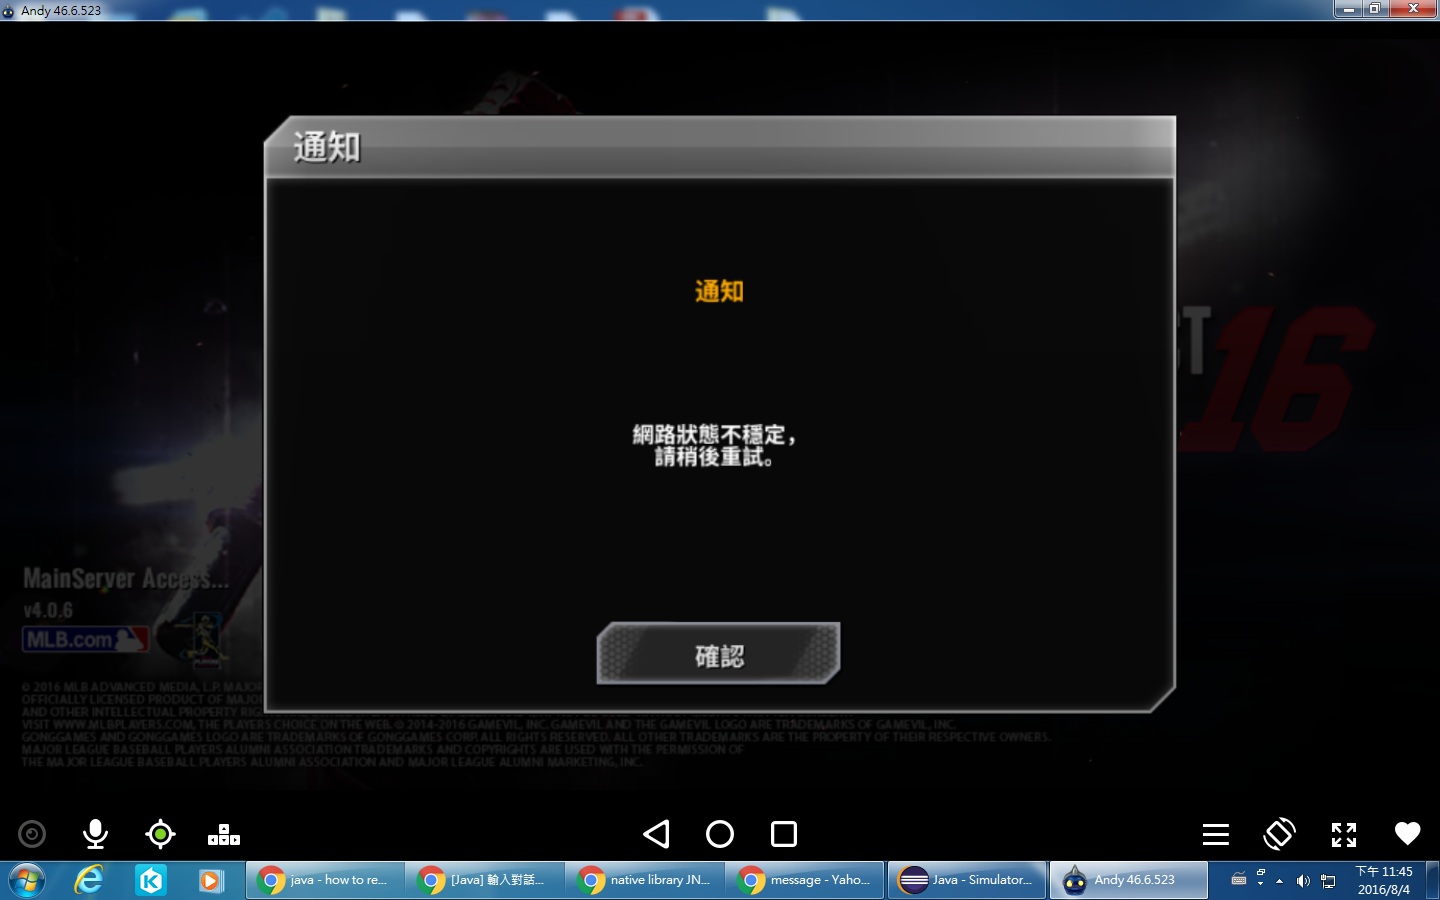 Andy 46.6.523
通知
通知
網路狀態不穩定，
請稍後重試。
確認
16
MainServer Access...
v4.0.6
MLB.com
© 2016 MLB ADVANCED MEDIA, L.P. MAJOR
OFFICIALLY LICENSED PRODUCT OF MAJOR
AND OTHER INTELLECTUAL PROPERTY
VISIT WWW.MLBPLAYERS.COM, THE PLAYERS CHOICE ON THE WEB. © 2014-2016 GAMEVIL, INC. GAMEVIL AND THE GAMEVIL LOGO ARE TRADEMARKS OF GAMEVIL, INC.
GONGGAMES AND GONGGAMES LOGO ARE TRADEMARKS OF GONGGAMES CORP. ALL RIGHTS RESERVED. ALL OTHER TRADEMARKS ARE THE PROPERTY OF THEIR RESPECTIVE OWNERS.
MAJOR LEAGUE BASEBALL PLAYERS ALUMNI ASSOCIATION TRADEMARKS AND COPYRIGHTS ARE USED WITH THE PERMISSION OF
THE MAJOR LEAGUE BASEBALL PLAYERS ALUMNI ASSOCIATION AND MAJOR LEAGUE ALUMNI MARKETING, INC.
java - how to re...
[Java] 輸入對話...
native library JN...
message - Yaho...
Java - Simulator...
Andy 46.6.523
下午 11:45
2016/8/4